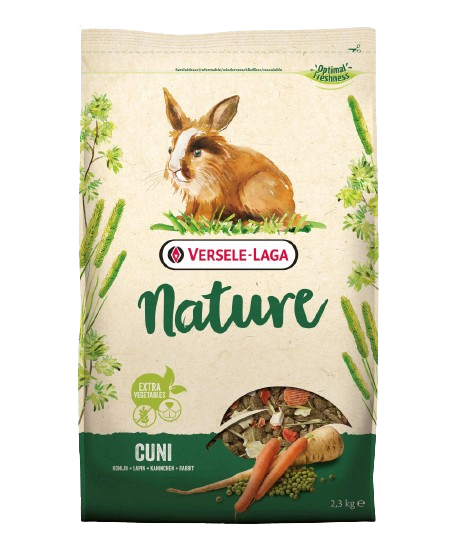 Optimal
freshness
VERSELE-LAGA
Nature
EXTRA
VEGETABLES
CUNI
KONIJN • LAPIN • KANINCHEN • RABBIT
2,3 kg e